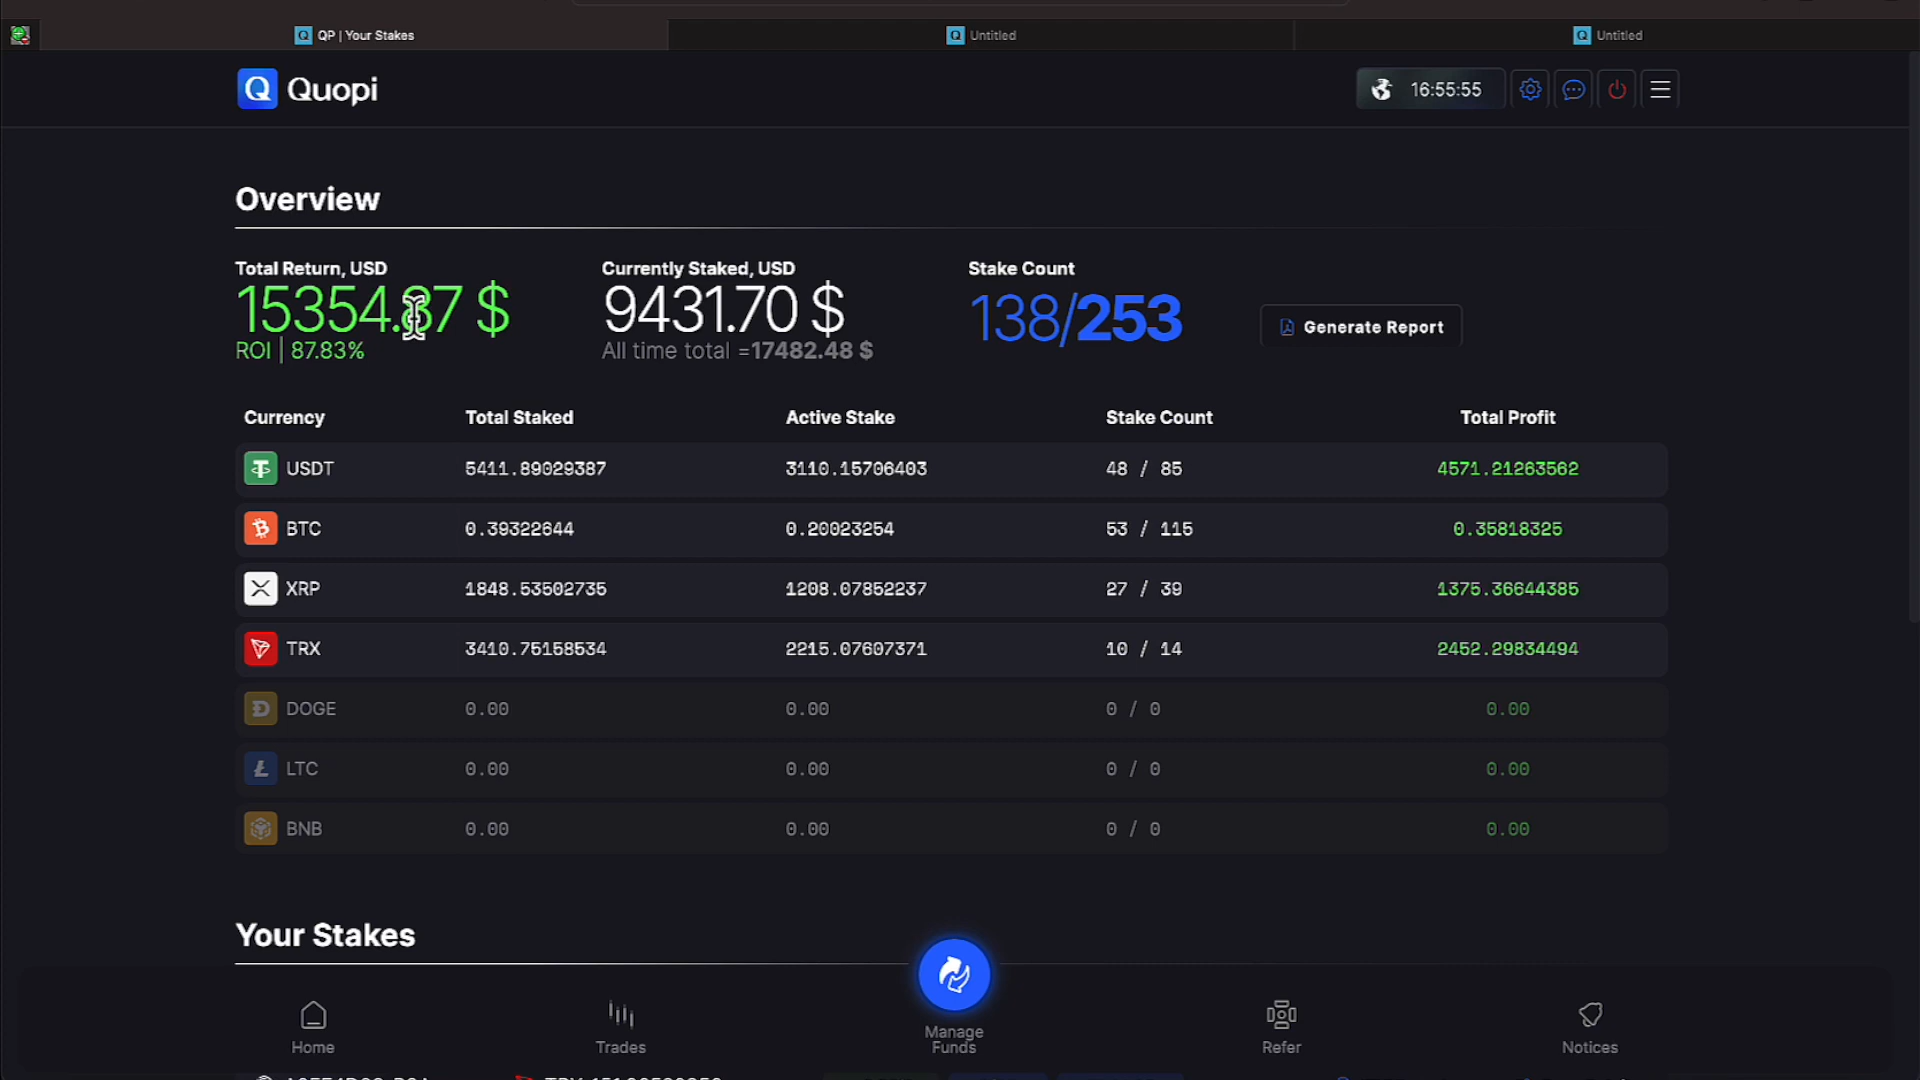 QP | Your Stakes
Untitled
Untitled
Quopi
16:55:55
Overview
Total Return, USD
15354.87 $
ROI | 87.83%
Currently Staked, USD
9431.70 $
All time total =17482.48 $
Stake Count
138/253
Generate Report
Currency Total Staked Active Stake Stake Count Total Profit
USDT 5411.89029387 3110.15706403 48 / 85 4571.21263562
BTC 0.39322644 0.20023254 53 / 115 0.35818325
XRP 1848.53502735 1208.07852237 27 / 39 1375.36644385
TRX 3410.75158534 2215.07607371 10 / 14 2452.29834494
DOGE 0.00 0.00 0 / 0 0.00
LTC 0.00 0.00 0 / 0 0.00
BNB 0.00 0.00 0 / 0 0.00
Your Stakes
Home
Trades
Manage
Funds
Refer
Notices